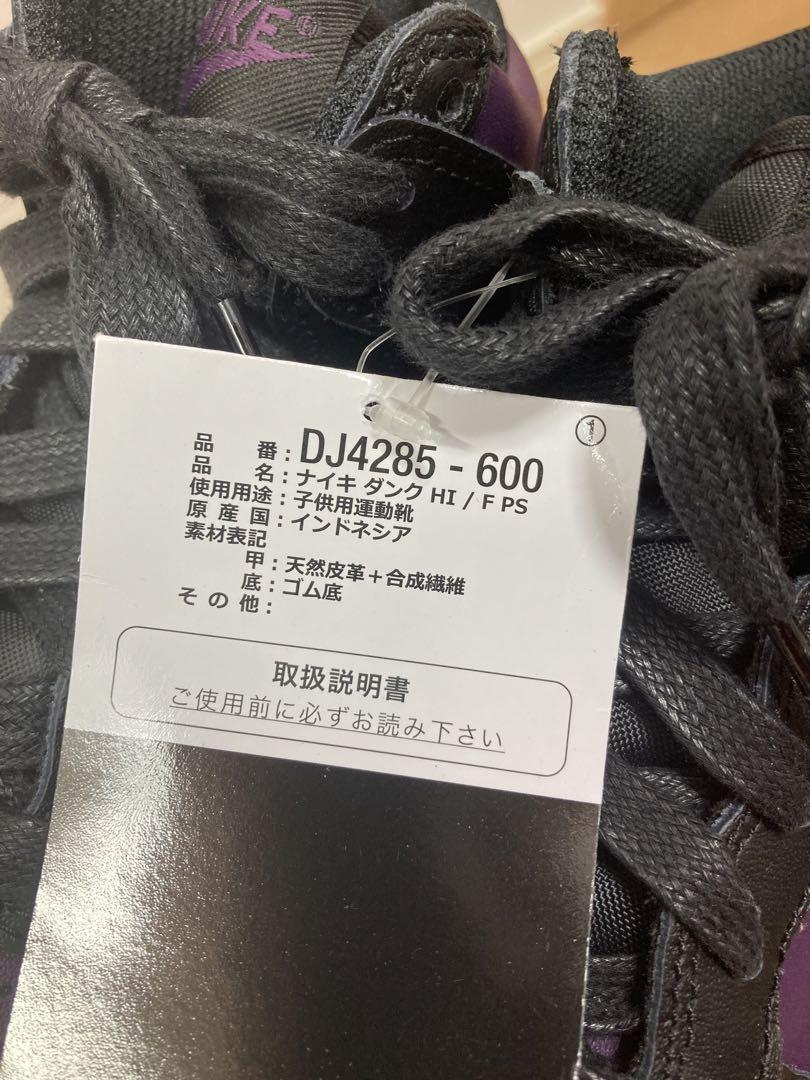 NIKE®
①
品 番 : DJ4285 - 600
品 名 : ナイキ ダンク HI / F PS
使用用途 : 子供用運動靴
原 産 国 : インドネシア
素材表記
甲 : 天然皮革＋合成繊維
底 : ゴム底
そ の 他 :
取扱説明書
ご使用前に必ずお読み下さい